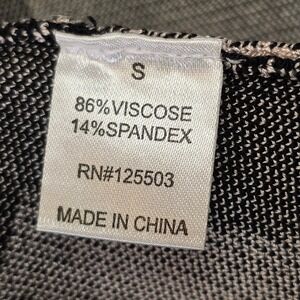 S
86%VISCOSE
14%SPANDEX
RN#125503
MADE IN CHINA